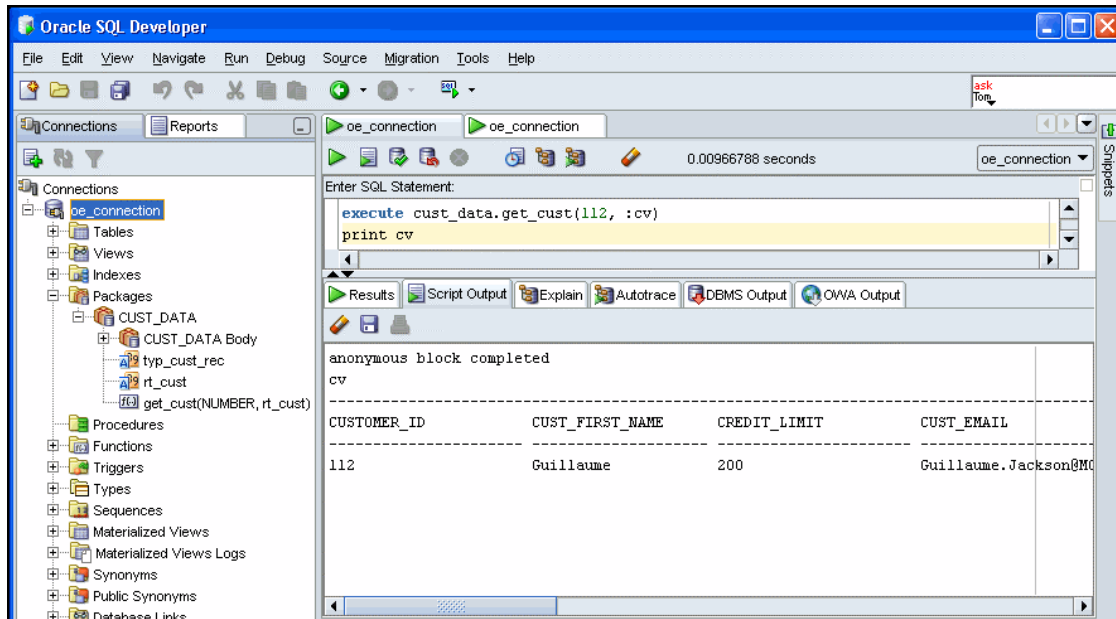 Oracle SQL Developer
File Edit View Navigate Run Debug Source Migration Tools Help
ask
Tom
Connections Reports
oe_connection oe_connection
0.00966788 seconds oe_connection
Snippets
Enter SQL Statement:
execute cust_data.get_cust(112, :cv)
print cv
Connections
oe_connection
Tables
Views
Indexes
Packages
CUST_DATA
CUST_DATA Body
typ_cust_rec
rt_cust
get_cust(NUMBER, rt_cust)
Procedures
Functions
Triggers
Types
Sequences
Materialized Views
Materialized Views Logs
Synonyms
Public Synonyms
Database Links
Results Script Output Explain Autotrace DBMS Output OWA Output
anonymous block completed
cv
CUSTOMER_ID CUST_FIRST_NAME CREDIT_LIMIT CUST_EMAIL
112 Guillaume 200 Guillaume.Jackson@MO